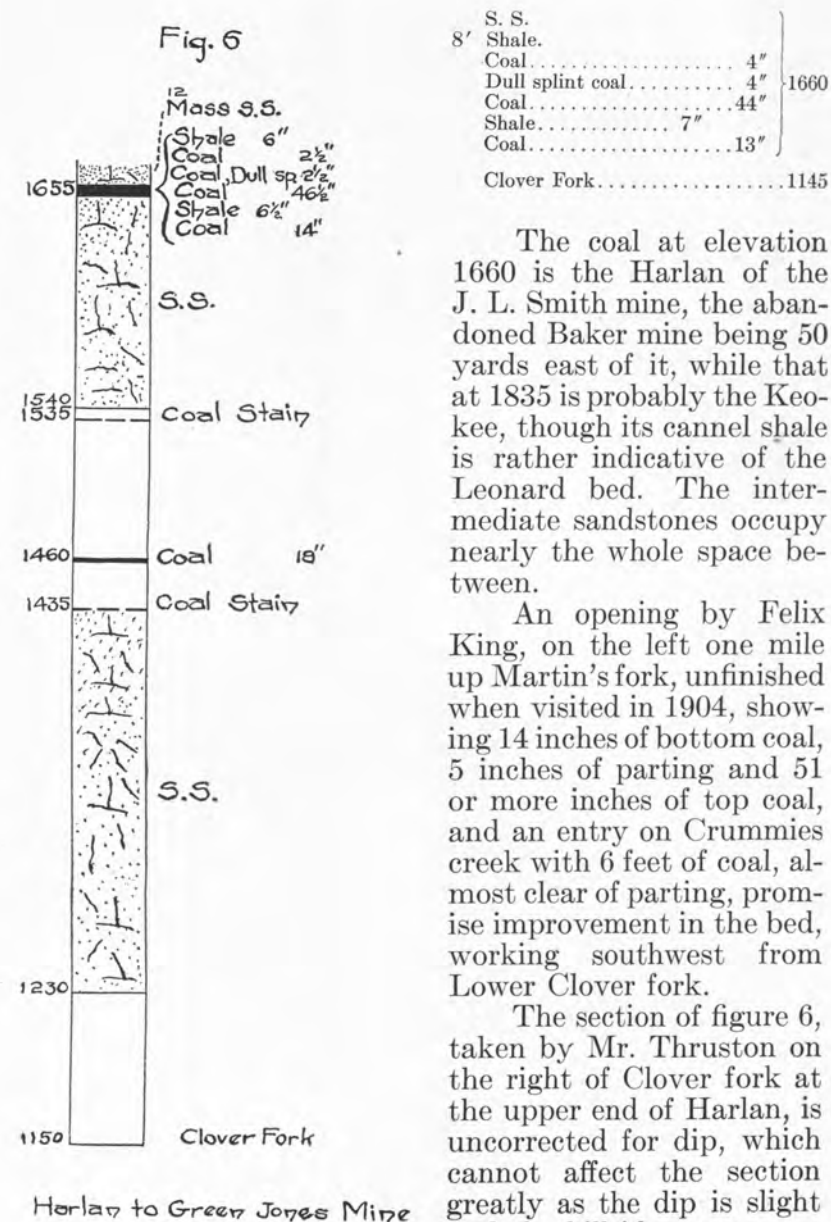 Fig. 6
12
Mass S.S.
Shale 6"
Coal 2½"
Coal, Dull sp. 2½"
Coal 46½"
Shale 6½"
Coal 14"
1655
S.S.
1540
1535 Coal Stain
1460 Coal 18"
1435 Coal Stain
S.S.
1230
1150 Clover Fork
Harlan to Green Jones Mine
S. S.
8' Shale.
Coal.................... 4"
Dull splint coal.......... 4" 1660
Coal....................44"
Shale............. 7"
Coal....................13"
Clover Fork.................1145
The coal at elevation
1660 is the Harlan of the
J. L. Smith mine, the aban-
doned Baker mine being 50
yards east of it, while that
at 1835 is probably the Keo-
kee, though its cannel shale
is rather indicative of the
Leonard bed. The inter-
mediate sandstones occupy
nearly the whole space be-
tween.
An opening by Felix
King, on the left one mile
up Martin's fork, unfinished
when visited in 1904, show-
ing 14 inches of bottom coal,
5 inches of parting and 51
or more inches of top coal,
and an entry on Crummies
creek with 6 feet of coal, al-
most clear of parting, prom-
ise improvement in the bed,
working southwest from
Lower Clover fork.
The section of figure 6,
taken by Mr. Thruston on
the right of Clover fork at
the upper end of Harlan, is
uncorrected for dip, which
cannot affect the section
greatly as the dip is slight